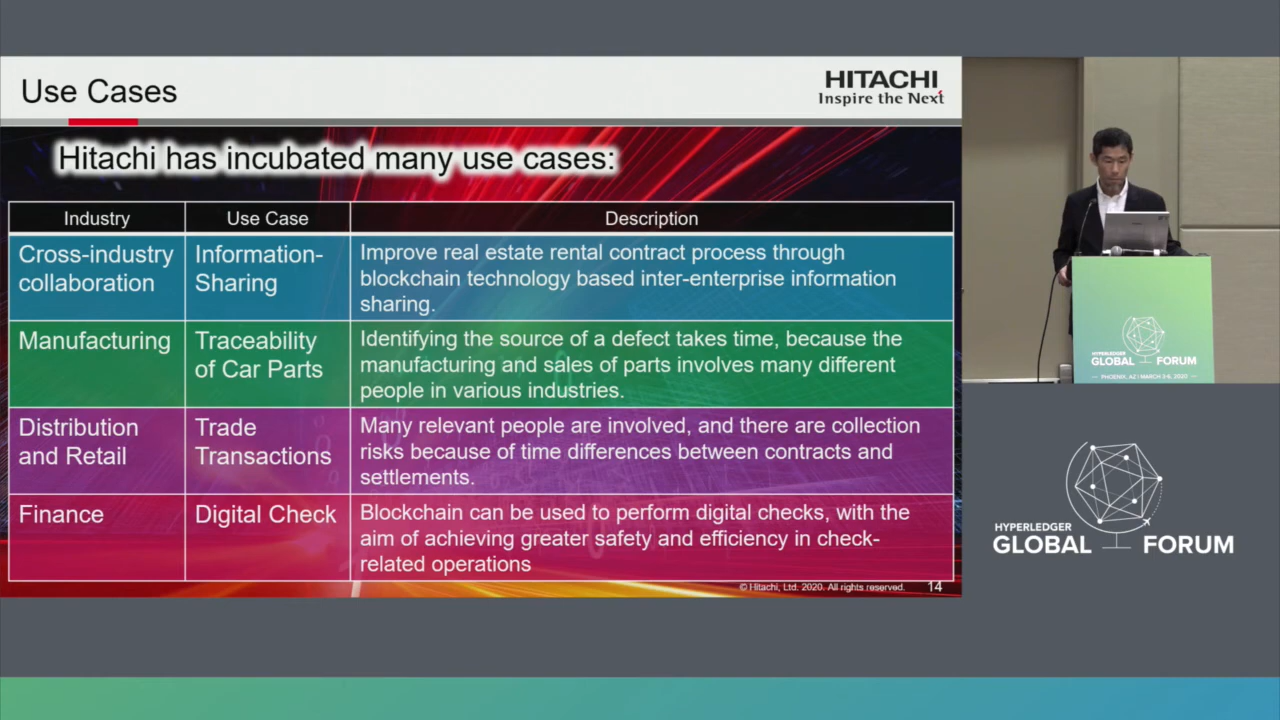 Use Cases
HITACHI
Inspire the Next
Hitachi has incubated many use cases:
Industry
Use Case
Description
Cross-industry
collaboration
Information-
Sharing
Improve real estate rental contract process through
blockchain technology based inter-enterprise information
sharing.
Manufacturing
Traceability
of Car Parts
Identifying the source of a defect takes time, because the
manufacturing and sales of parts involves many different
people in various industries.
Distribution
and Retail
Trade
Transactions
Many relevant people are involved, and there are collection
risks because of time differences between contracts and
settlements.
Finance
Digital Check
Blockchain can be used to perform digital checks, with the
aim of achieving greater safety and efficiency in check-
related operations
© Hitachi, Ltd. 2020. All rights reserved.
14
HYPERLEDGER
GLOBAL FORUM
PHOENIX, AZ | MARCH 3-6, 2020
HYPERLEDGER
GLOBAL FORUM